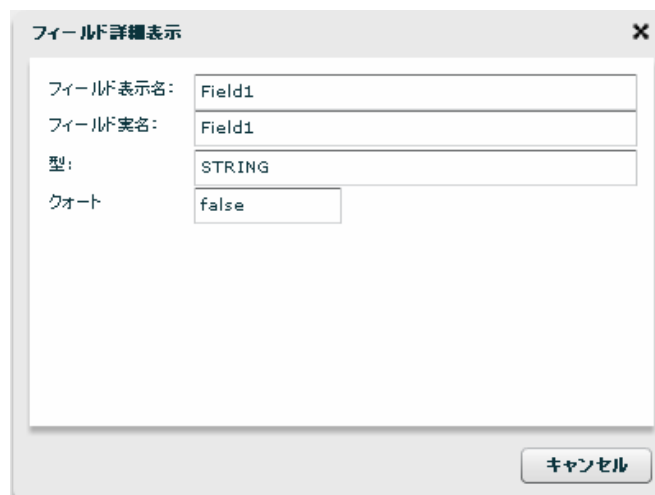 フィールド詳細表示
フィールド表示名: Field1
フィールド実名: Field1
型: STRING
クォート false
キャンセル